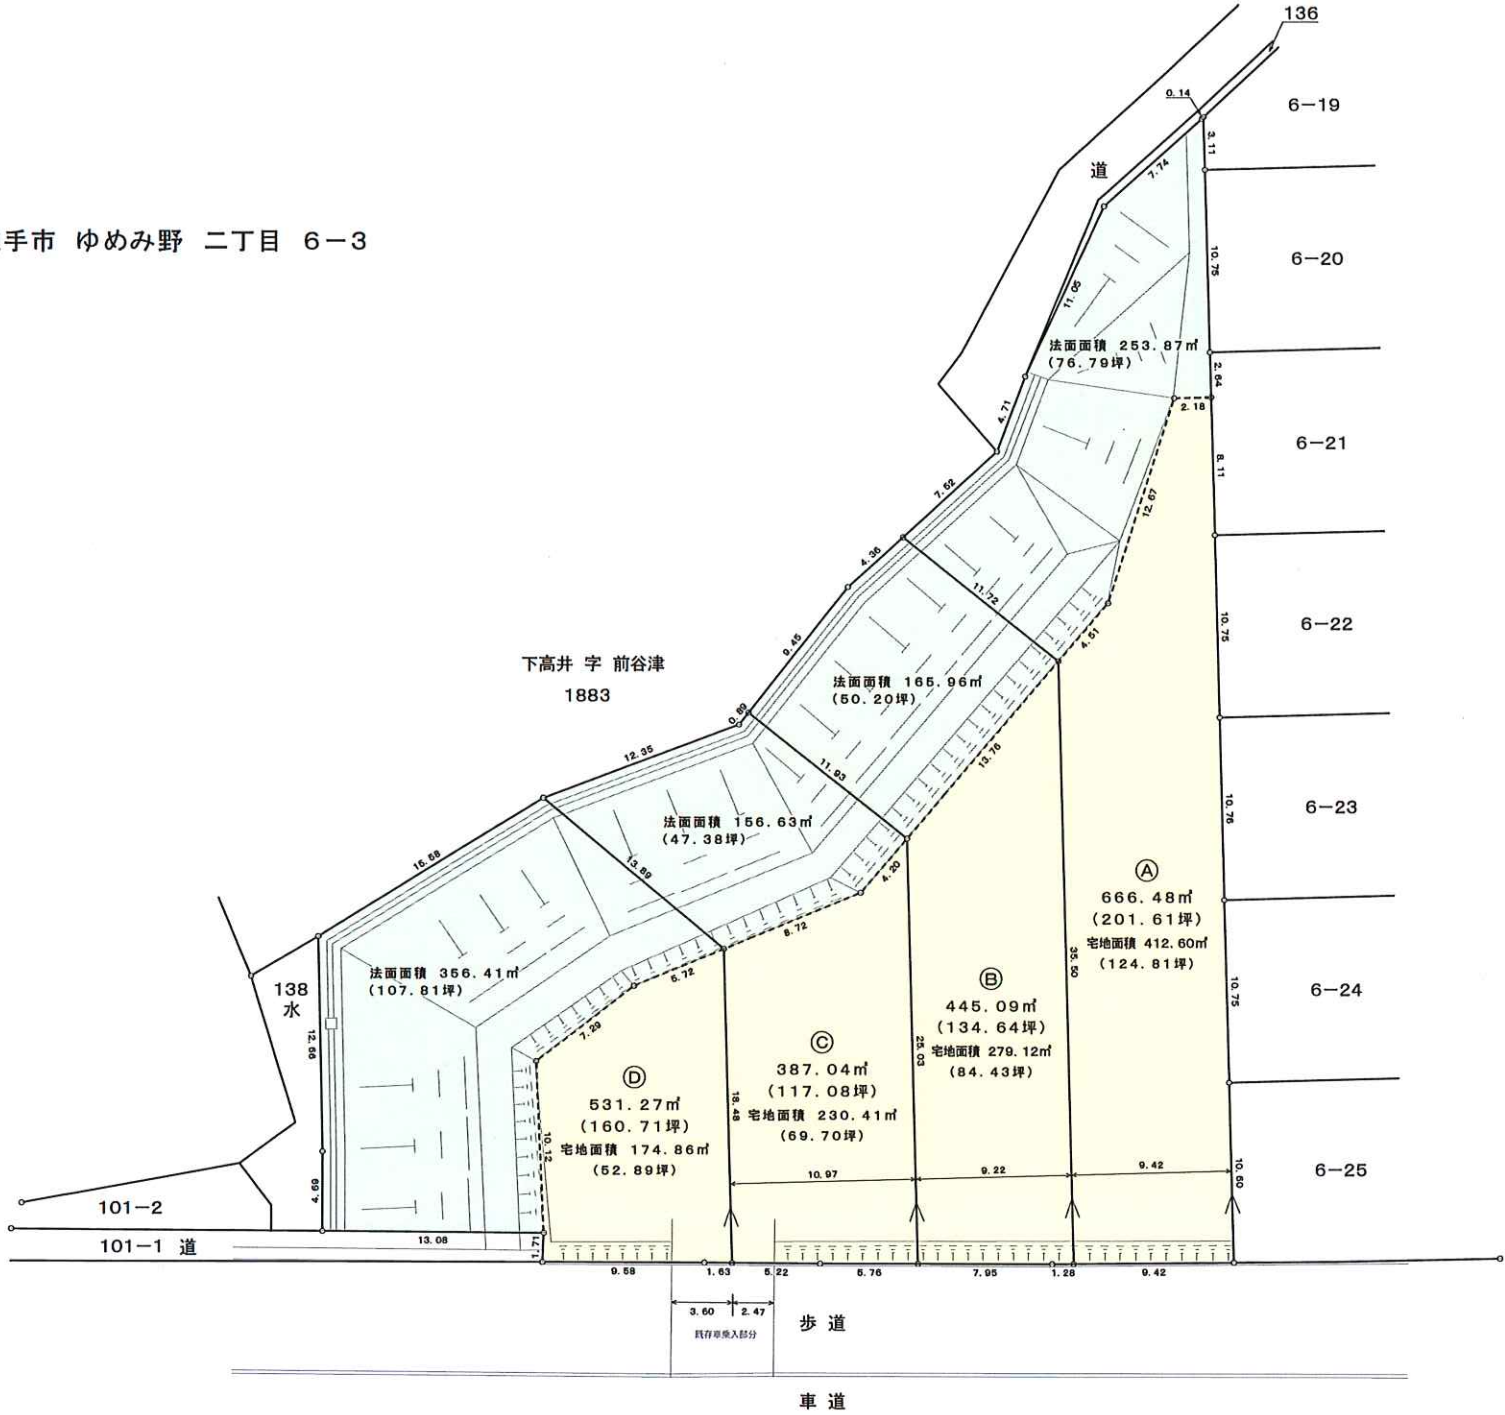 136
0.14
6-19
3.11
道
7.74
手市 ゆめみ野 二丁目 6-3
10.75
6-20
11.05
法面面積 253.87㎡
(76.79坪)
2.64
2.18
4.71
6-21
8.11
7.52
12.67
4.36
11.72
10.75
6-22
4.51
9.45
下高井 字 前谷津
1883
法面面積 165.96㎡
(50.20坪)
0.89
12.35
13.76
11.93
10.76
6-23
法面面積 156.63㎡
(47.38坪)
15.58
13.89
4.20
Ⓐ
666.48㎡
(201.61坪)
宅地面積 412.60㎡
(124.81坪)
8.72
35.50
法面面積 356.41㎡
(107.81坪)
5.72
Ⓑ
445.09㎡
(134.64坪)
宅地面積 279.12㎡
(84.43坪)
10.75
6-24
138
水
12.56
7.29
25.03
Ⓒ
387.04㎡
(117.08坪)
宅地面積 230.41㎡
(69.70坪)
Ⓓ
531.27㎡
(160.71坪)
宅地面積 174.86㎡
(52.89坪)
18.48
10.12
10.97
9.22
9.42
10.60
6-25
4.99
101-2
101-1 道
13.08
1.71
9.58
1.63
5.22
5.76
7.95
1.28
9.42
3.60
2.47
既存車乗入部分
歩道
車道